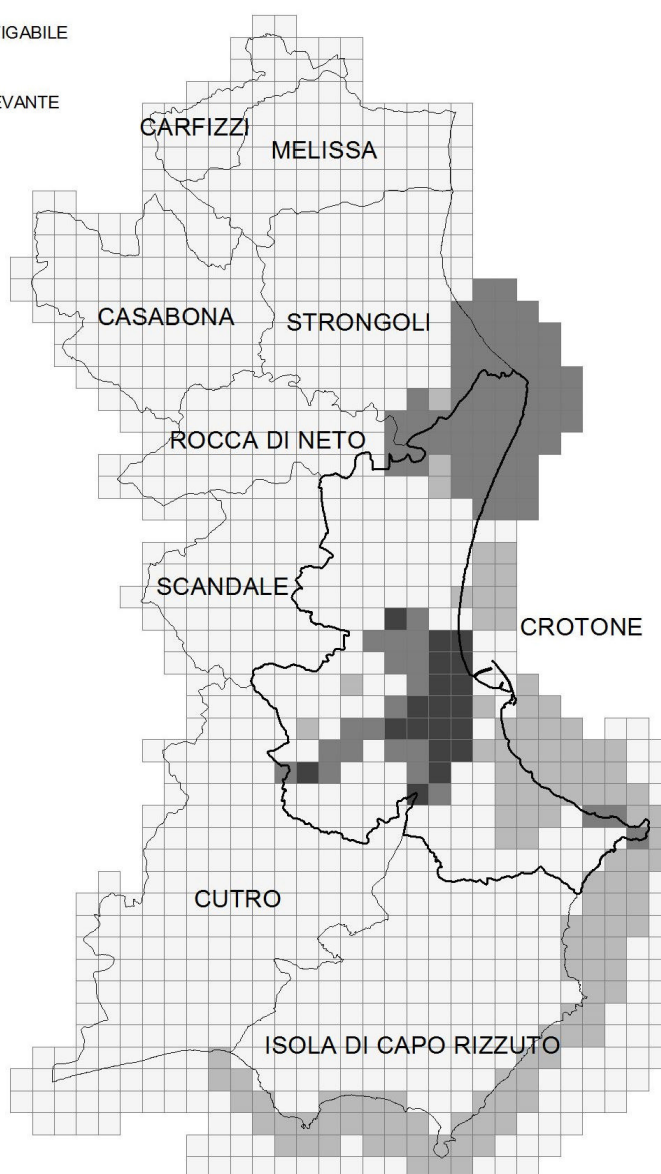 IGABILE
EVANTE
CARFIZZI
MELISSA
CASABONA
STRONGOLI
ROCCA DI NETO
SCANDALE
CROTONE
CUTRO
ISOLA DI CAPO RIZZUTO